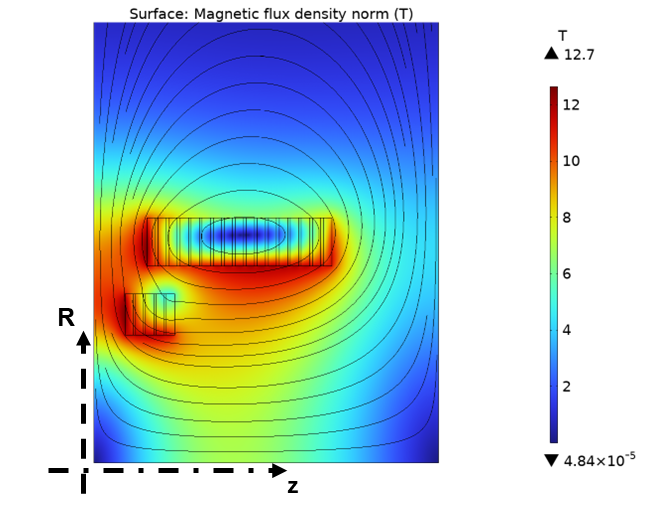 Surface: Magnetic flux density norm (T)
T
▲ 12.7
12
10
8
6
4
2
▼ 4.84×10⁻⁵
R
z